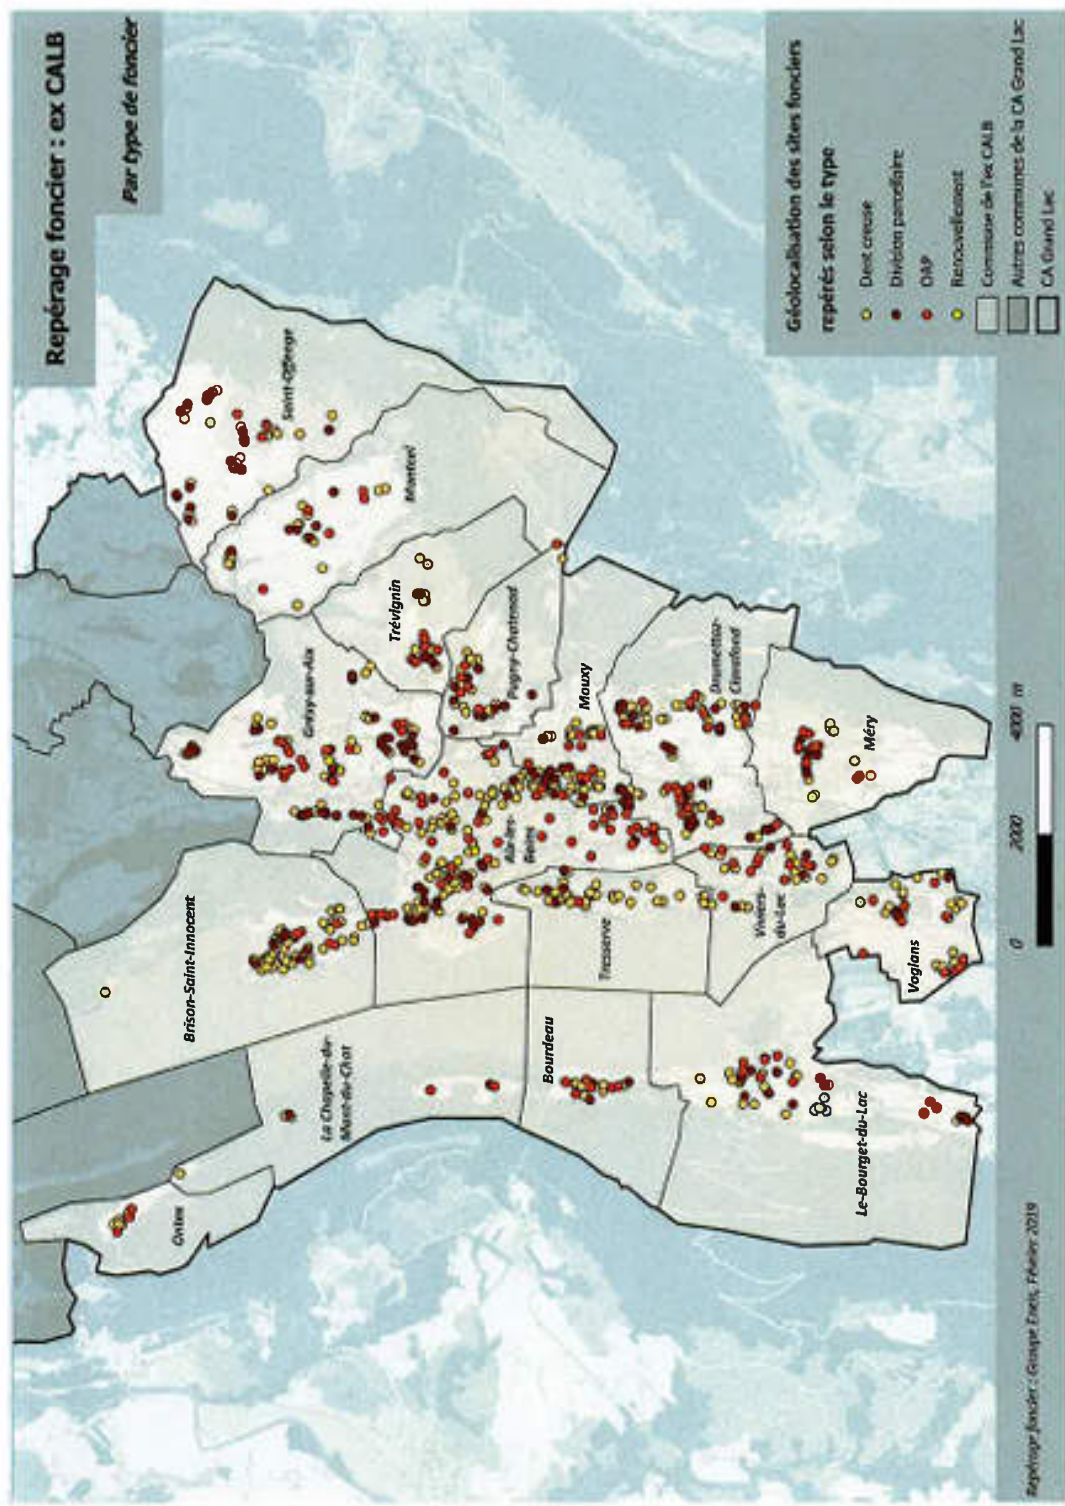 Repérage foncier : ex CALB
Par type de foncier
Saint-Offenge
Montcel
Trévignin
Pugny-Chatenod
Grésy-sur-Aix
Mouxy
Drumettaz-
Clarafond
Méry
Aix-les-
Bains
Brison-Saint-Innocent
Tresserve
Viviers-
du-Lac
Voglans
La Chapelle-du-
Mont-du-Chat
Bourdeau
Le-Bourget-du-Lac
Ontex
Géolocalisation des sites fonciers
repérés selon le type
Dent creuse
Division parcellaire
OAP
Renouvellement
Commune de l'ex CALB
Autres communes de la CA Grand Lac
CA Grand Lac
0 2000 4000 m
Repérage foncier : Groupe Eneis, Février 2019